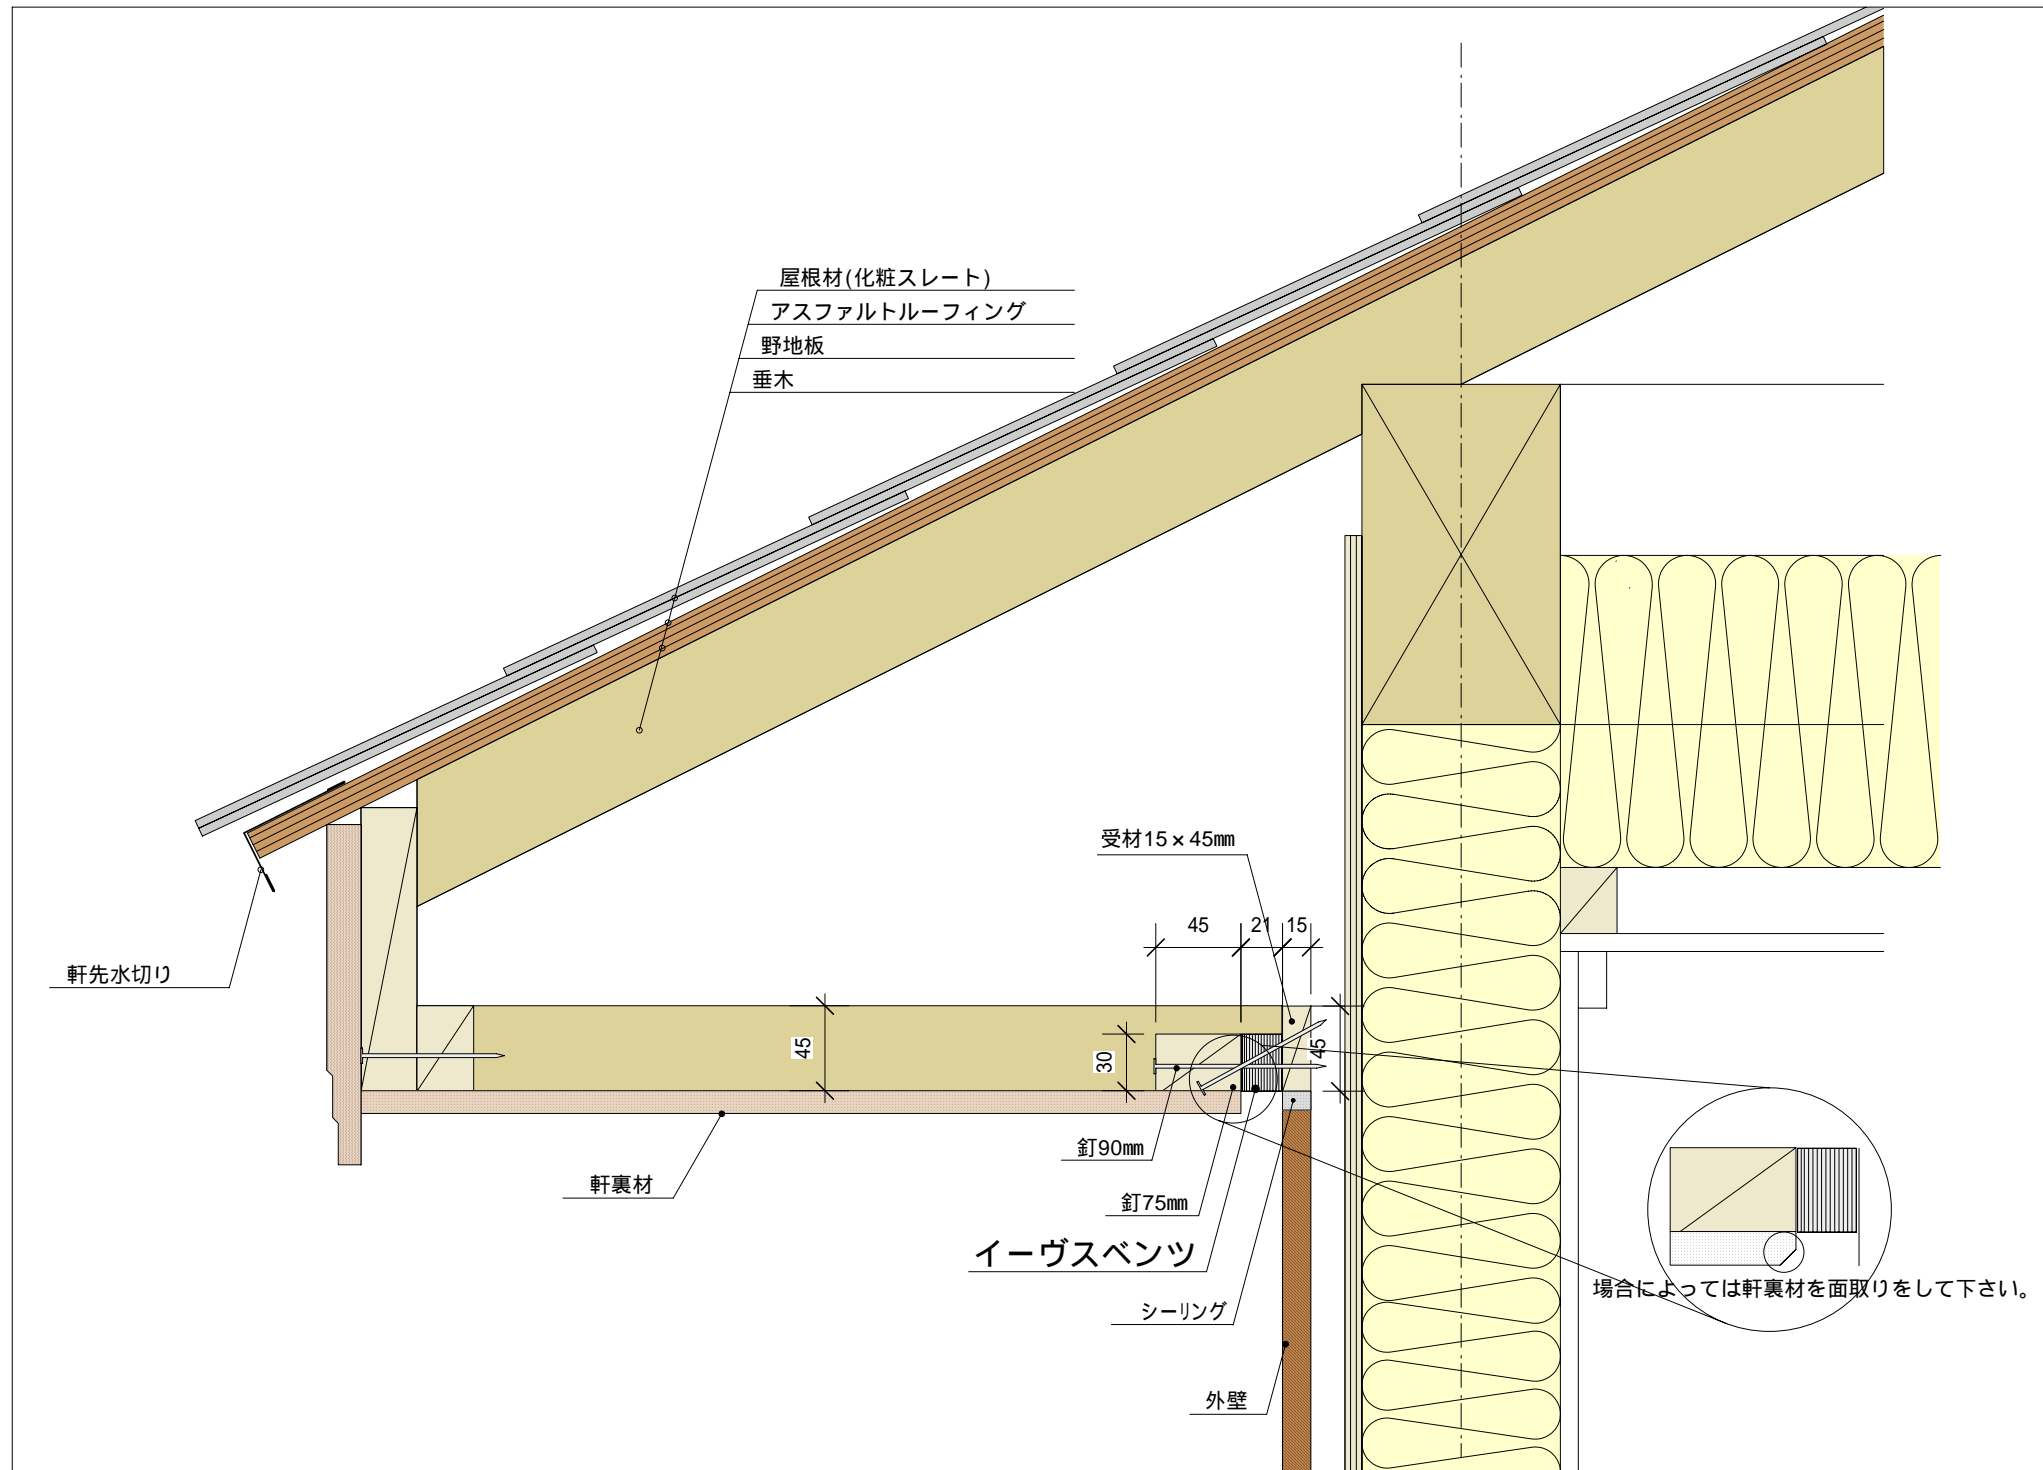 屋根材(化粧スレート)
アスファルトルーフィング
野地板
垂木
受材15×45mm
45 21 15
軒先水切り
45
30
45
釘90mm
軒裏材
釘75mm
イーヴスベンツ
場合によっては軒裏材を面取りをして下さい。
シーリング
外壁